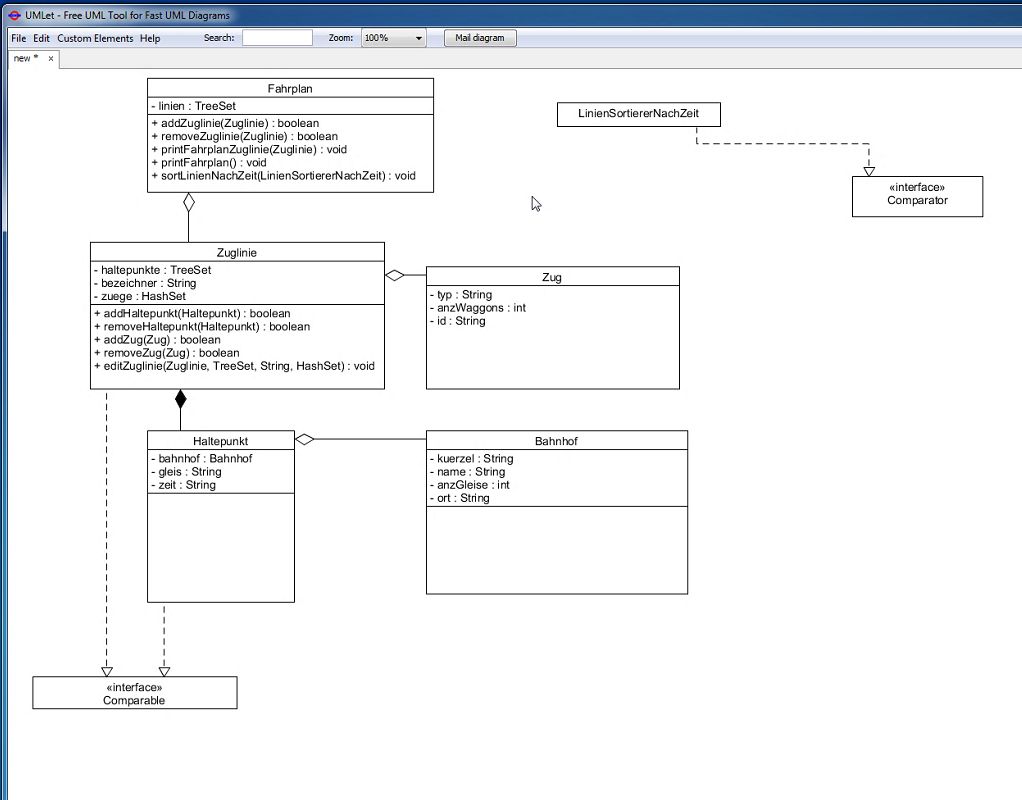 UMLet - Free UML Tool for Fast UML Diagrams
File Edit Custom Elements Help Search: Zoom: 100% Mail diagram
new * x
Fahrplan
- linien : TreeSet
+ addZuglinie(Zuglinie) : boolean
+ removeZuglinie(Zuglinie) : boolean
+ printFahrplanZuglinie(Zuglinie) : void
+ printFahrplan() : void
+ sortLinienNachZeit(LinienSortiererNachZeit) : void
LinienSortiererNachZeit
«interface»
Comparator
Zuglinie
- haltepunkte : TreeSet
- bezeichner : String
- zuege : HashSet
+ addHaltepunkt(Haltepunkt) : boolean
+ removeHaltepunkt(Haltepunkt) : boolean
+ addZug(Zug) : boolean
+ removeZug(Zug) : boolean
+ editZuglinie(Zuglinie, TreeSet, String, HashSet) : void
Zug
- typ : String
- anzWaggons : int
- id : String
Haltepunkt
- bahnhof : Bahnhof
- gleis : String
- zeit : String
Bahnhof
- kuerzel : String
- name : String
- anzGleise : int
- ort : String
«interface»
Comparable